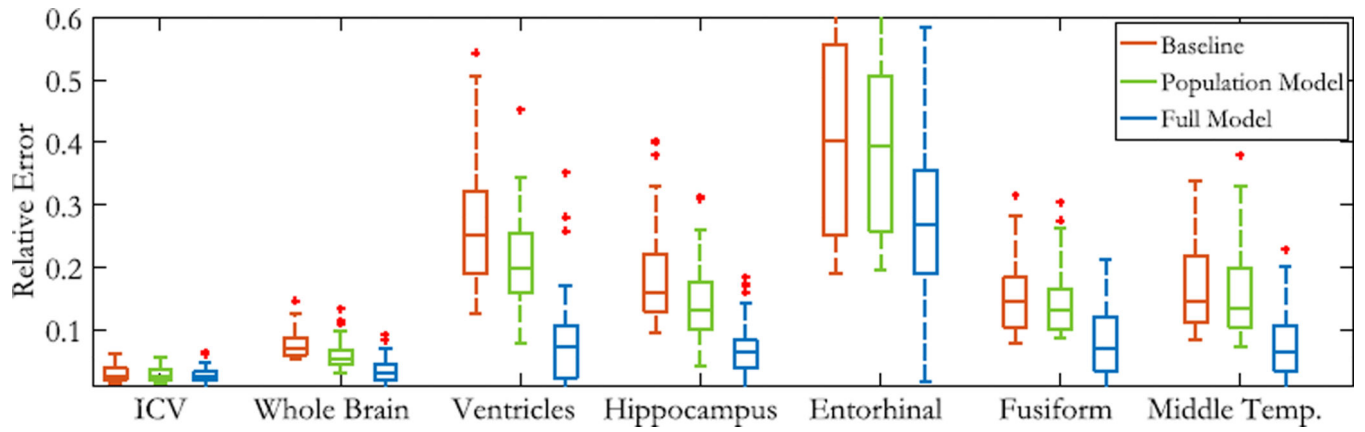 Relative Error
0.6
0.5
0.4
0.3
0.2
0.1
Baseline
Population Model
Full Model
ICV Whole Brain Ventricles Hippocampus Entorhinal Fusiform Middle Temp.